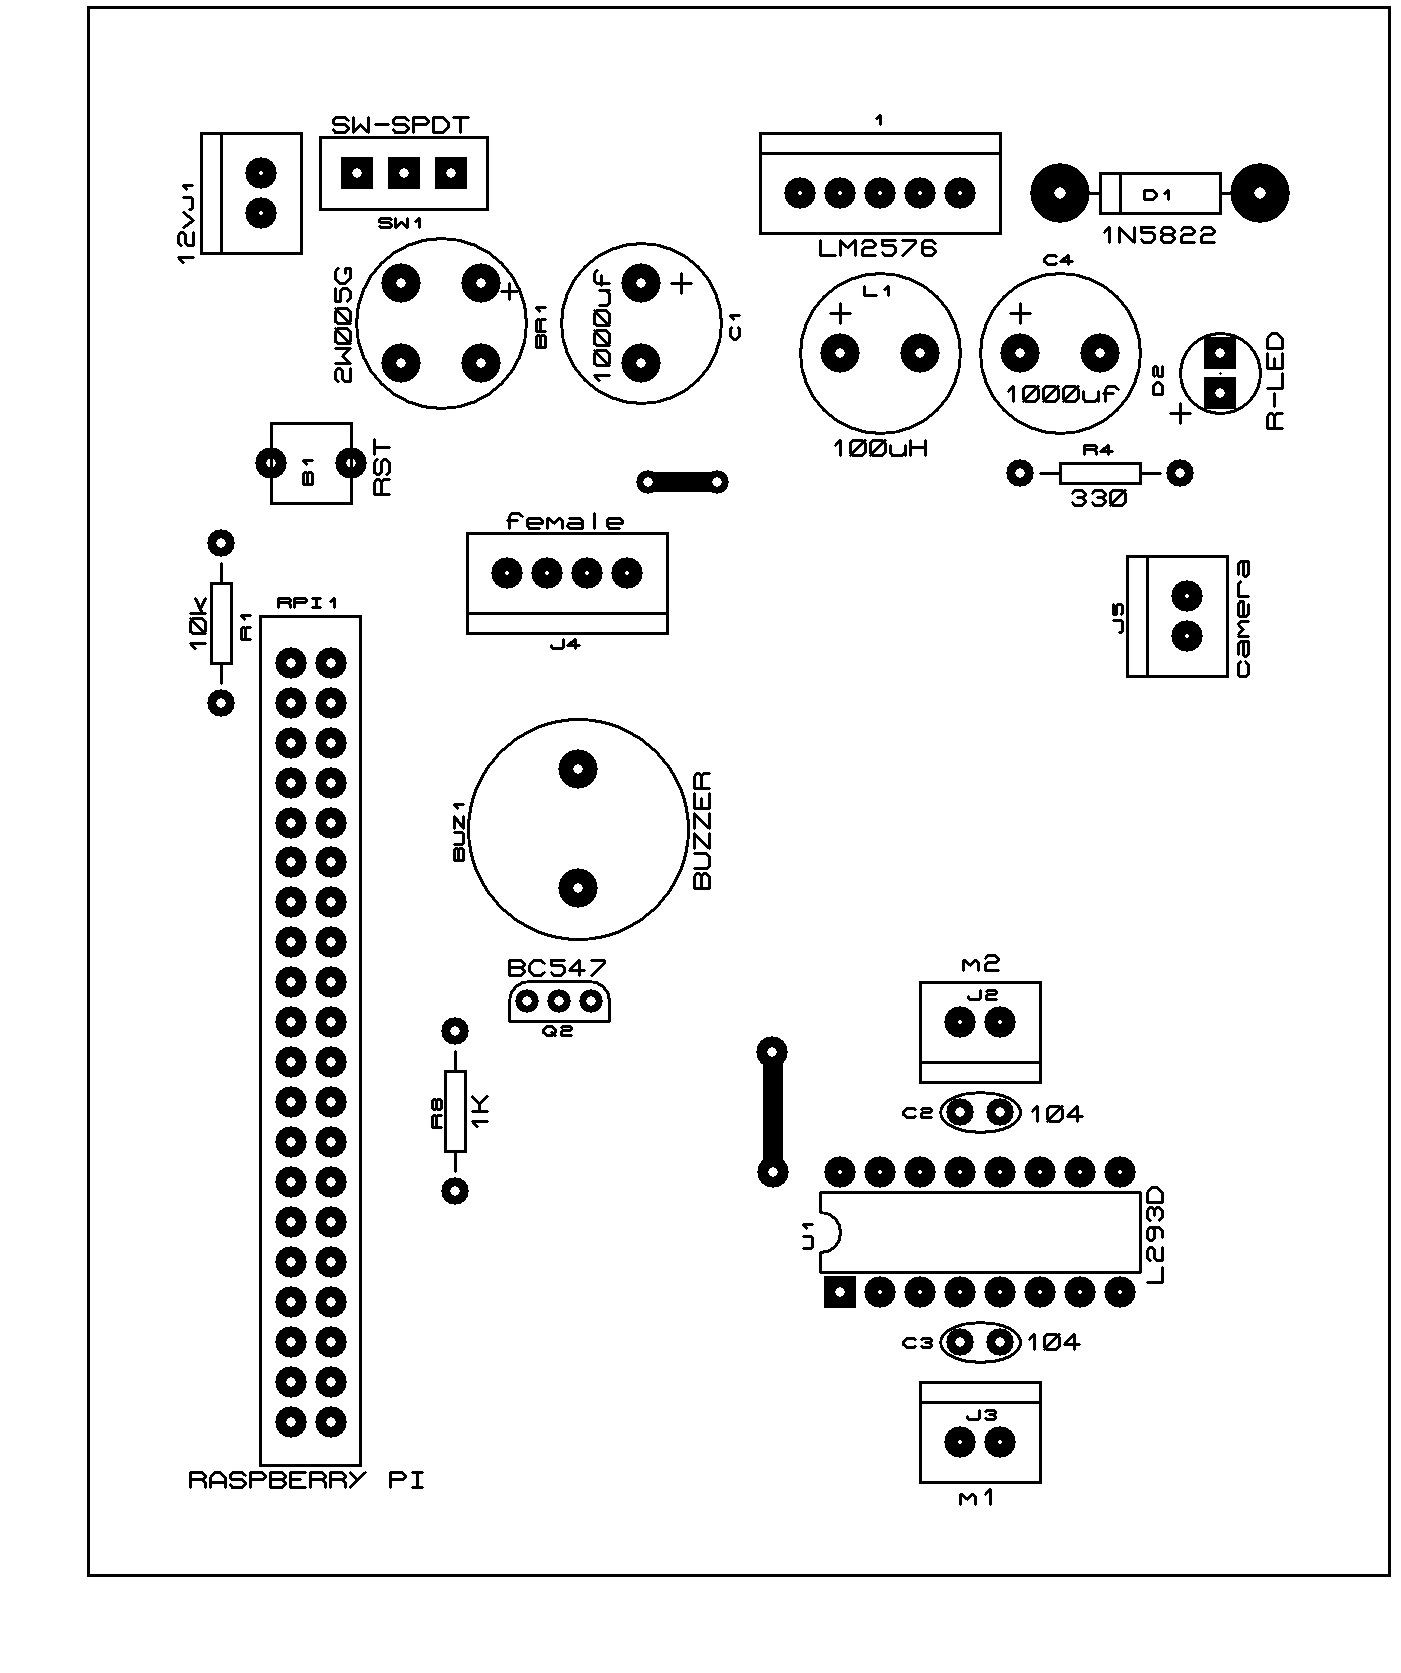 SW-SPDT
1
12v
J1
SW1
D1
LM2576
1N5822
2W005G
BR1
1000uf
C1
L1
C4
100uH
1000uf
D2
R-LED
B1
RST
R4
330
female
J4
10k
R1
RPI1
J5
camera
BUZ1
BUZZER
BC547
Q2
m2
J2
R8
1K
C2
104
U1
L293D
C3
104
J3
m1
RASPBERRY PI